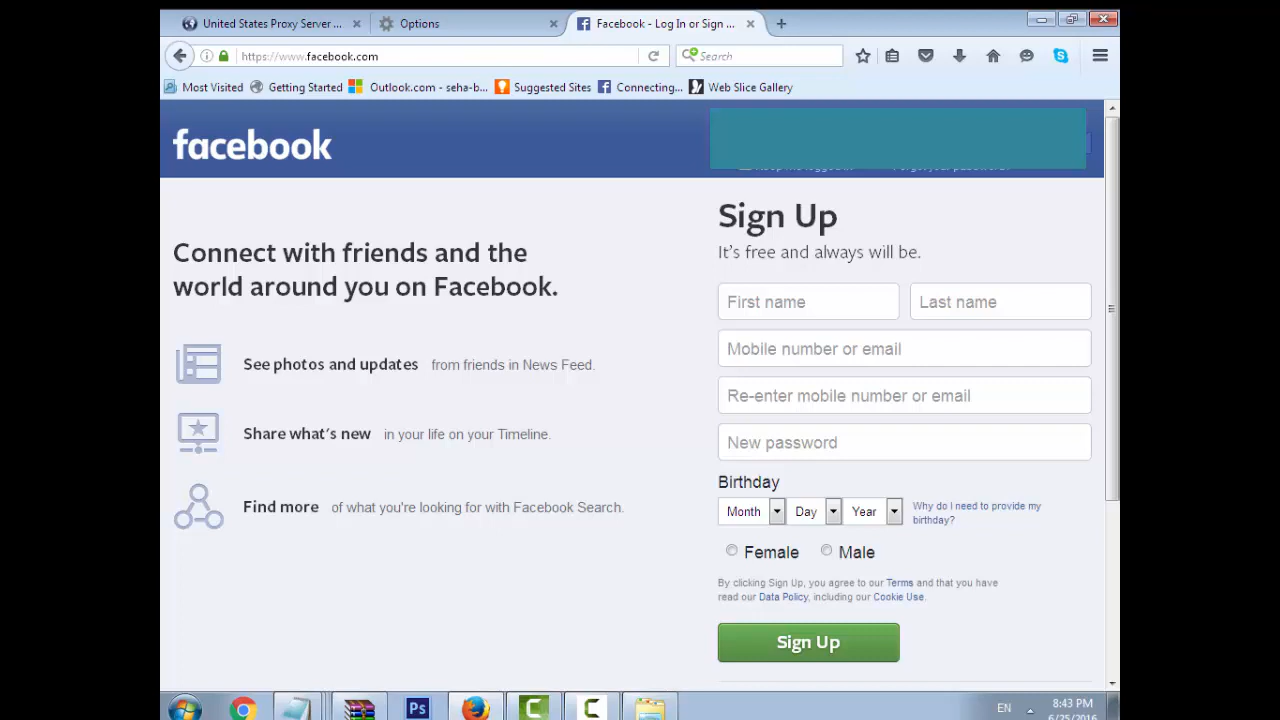 United States Proxy Server ...
Options
Facebook - Log In or Sign ...
https://www.facebook.com
Search
Most Visited
Getting Started
Outlook.com - seha-b...
Suggested Sites
Connecting...
Web Slice Gallery
facebook
Sign Up
It's free and always will be.
Connect with friends and the
world around you on Facebook.
First name
Last name
Mobile number or email
See photos and updates from friends in News Feed.
Re-enter mobile number or email
Share what's new in your life on your Timeline.
New password
Birthday
Find more of what you're looking for with Facebook Search.
Month
Day
Year
Why do I need to provide my
birthday?
Female
Male
By clicking Sign Up, you agree to our Terms and that you have
read our Data Policy, including our Cookie Use.
Sign Up
Ps
EN
8:43 PM
6/25/2016